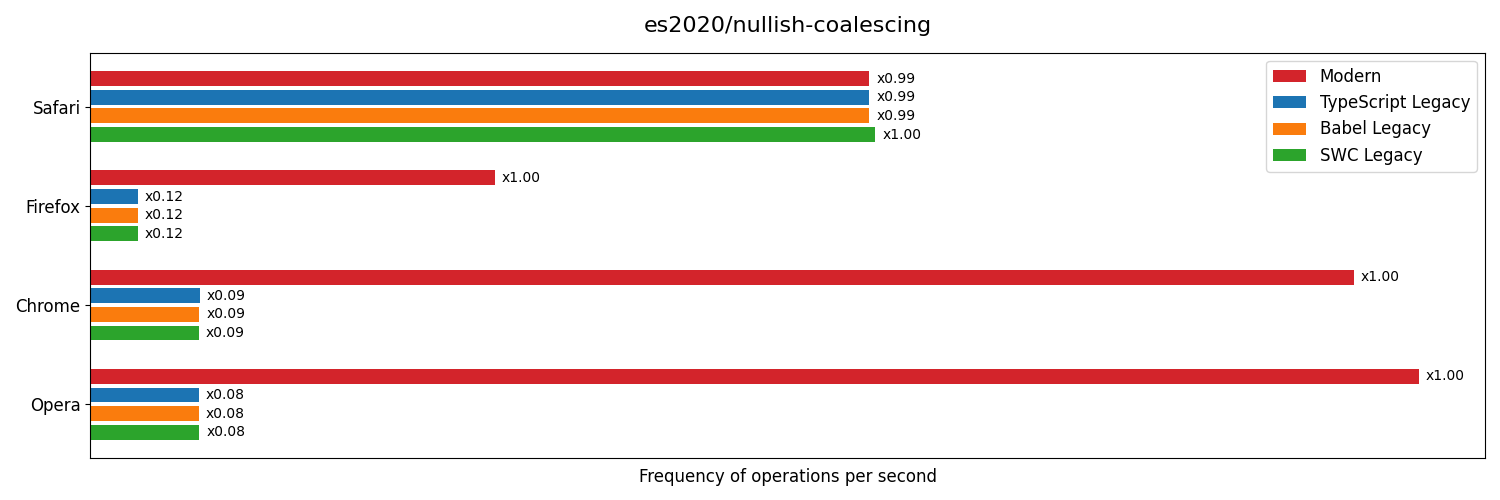 es2020/nullish-coalescing
Modern
TypeScript Legacy
Babel Legacy
SWC Legacy
Safari
x0.99
x0.99
x0.99
x1.00
Firefox
x1.00
x0.12
x0.12
x0.12
Chrome
x1.00
x0.09
x0.09
x0.09
Opera
x1.00
x0.08
x0.08
x0.08
Frequency of operations per second